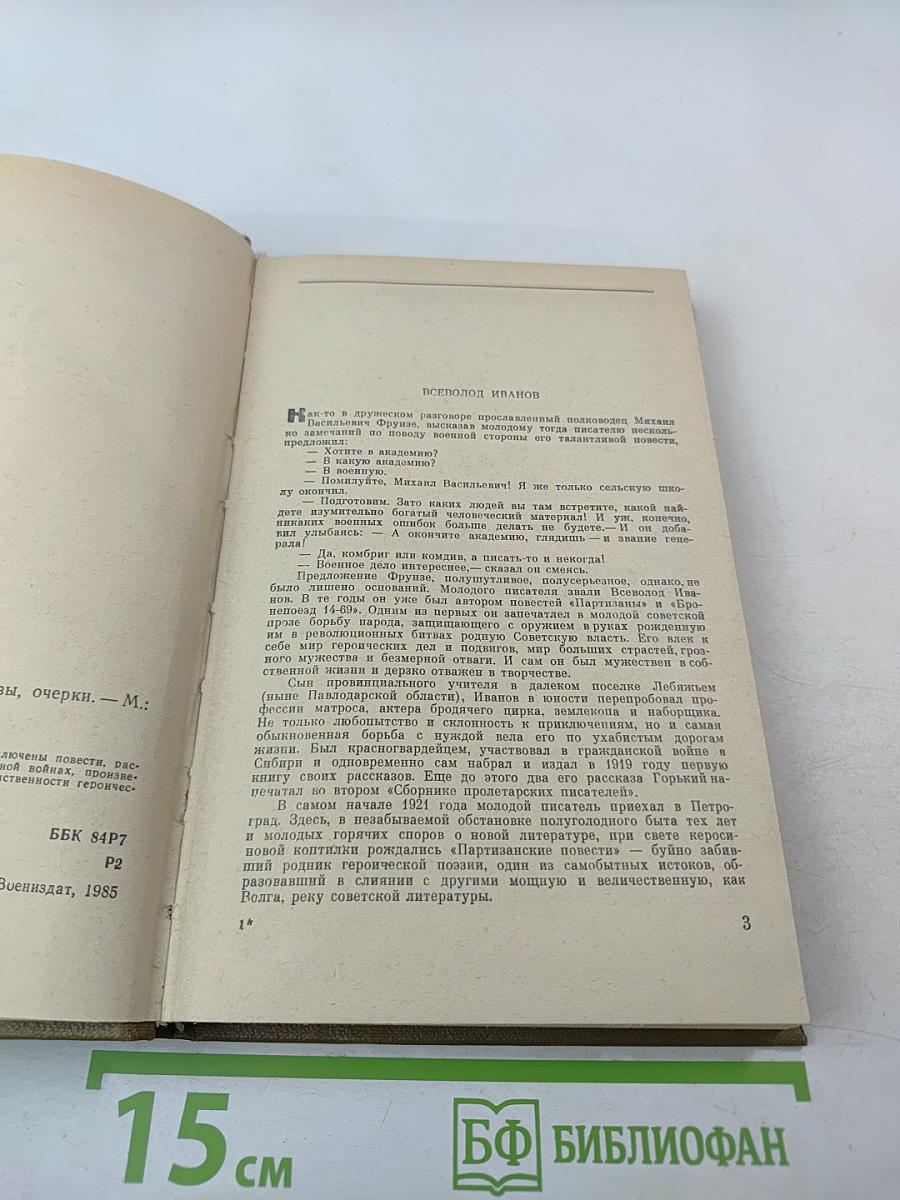 зы, очерки. — М.:
ключены повести, рас-
ной войнах, произве-
нственности героичес-
ББК 84Р7
Р2
Воениздат, 1985
ВСЕВОЛОД ИВАНОВ
Как-то в дружеском разговоре прославленный полководец Михаил
Васильевич Фрунзе, высказав молодому тогда писателю несколь-
ко замечаний по поводу военной стороны его талантливой повести,
предложил:
— Хотите в академию?
— В какую академию?
— В военную.
— Помилуйте, Михаил Васильевич! Я же только сельскую шко-
лу окончил.
— Подготовим. Зато каких людей вы там встретите, какой най-
дете изумительно богатый человеческий материал! И уж, конечно,
никаких военных ошибок больше делать не будете.— И он доба-
вил улыбаясь: — А окончите академию, глядишь — и звание гене-
рала!
— Да, комбриг или комдив, а писать-то и некогда!
— Военное дело интереснее,— сказал он смеясь.
Предложение Фрунзе, полушутливое, полусерьезное, однако, не
было лишено оснований. Молодого писателя звали Всеволод Ива-
нов. В те годы он уже был автором повестей «Партизаны» и «Бро-
непоезд 14-69». Одним из первых он запечатлел в молодой советской
прозе борьбу народа, защищающего с оружием в руках рожденную
им в революционных битвах родную Советскую власть. Его влек к
себе мир героических дел и подвигов, мир больших страстей, гроз-
ного мужества и безмерной отваги. И сам он был мужествен в соб-
ственной жизни и дерзко отважен в творчестве.
Сын провинциального учителя в далеком поселке Лебяжьем
(ныне Павлодарской области), Иванов в юности перепробовал про-
фессии матроса, актера бродячего цирка, землекопа и наборщика.
Не только любопытство и склонность к приключениям, но и самая
обыкновенная борьба с нуждой вела его по ухабистым дорогам
жизни. Был красногвардейцем, участвовал в гражданской войне в
Сибири и одновременно сам набрал и издал в 1919 году первую
книгу своих рассказов. Еще до этого два его рассказа Горький на-
печатал во втором «Сборнике пролетарских писателей».
В самом начале 1921 года молодой писатель приехал в Петро-
град. Здесь, в незабываемой обстановке полуголодного быта тех лет
и молодых горячих споров о новой литературе, при свете кероси-
новой коптилки рождались «Партизанские повести» — буйно забив-
ший родник героической поэзии, один из самобытных истоков, об-
разовавший в слиянии с другими мощную и величественную, как
Волга, реку советской литературы.
1*
3
15 см
БФ БИБЛИОФАН